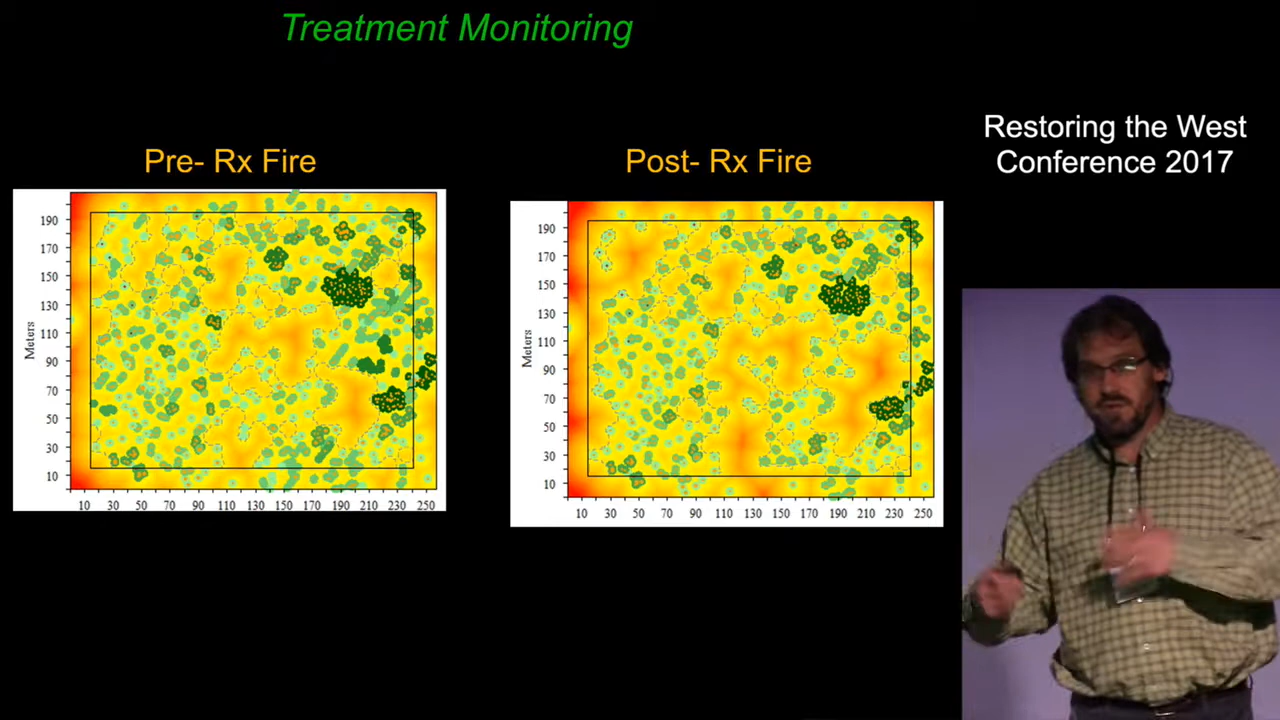 Treatment Monitoring
Restoring the West
Conference 2017
Pre- Rx Fire
Post- Rx Fire
190
170
150
130
110
90
70
50
30
10
Meters
10 30 50 70 90 110 130 150 170 190 210 230 250
190
170
150
130
110
90
70
50
30
10
Meters
10 30 50 70 90 110 130 150 170 190 210 230 250